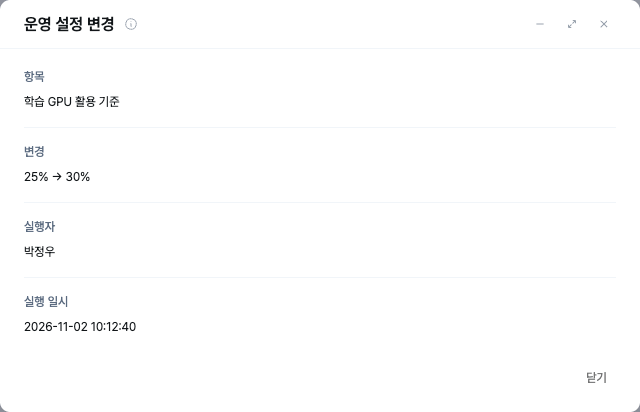 운영 설정 변경
항목
학습 GPU 활용 기준
변경
25% → 30%
실행자
박정우
실행 일시
2026-11-02 10:12:40
닫기